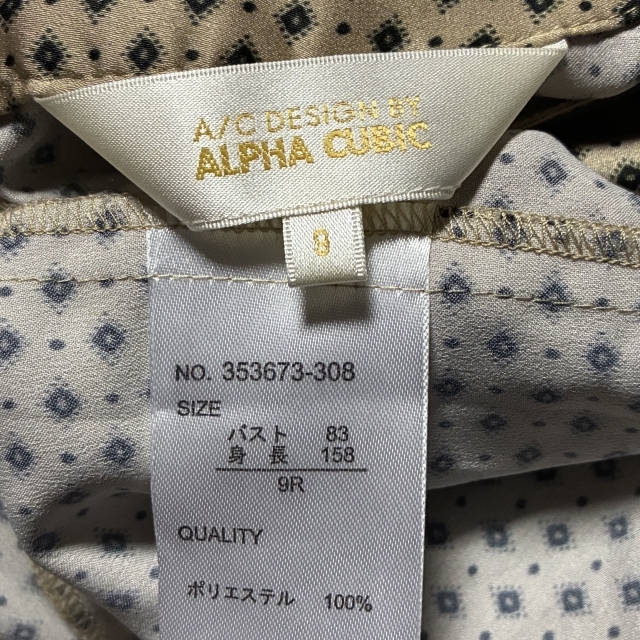 A/C DESIGN BY
ALPHA CUBIC
9
NO. 353673-308
SIZE
バスト 83
身長 158
9R
QUALITY
ポリエステル 100%